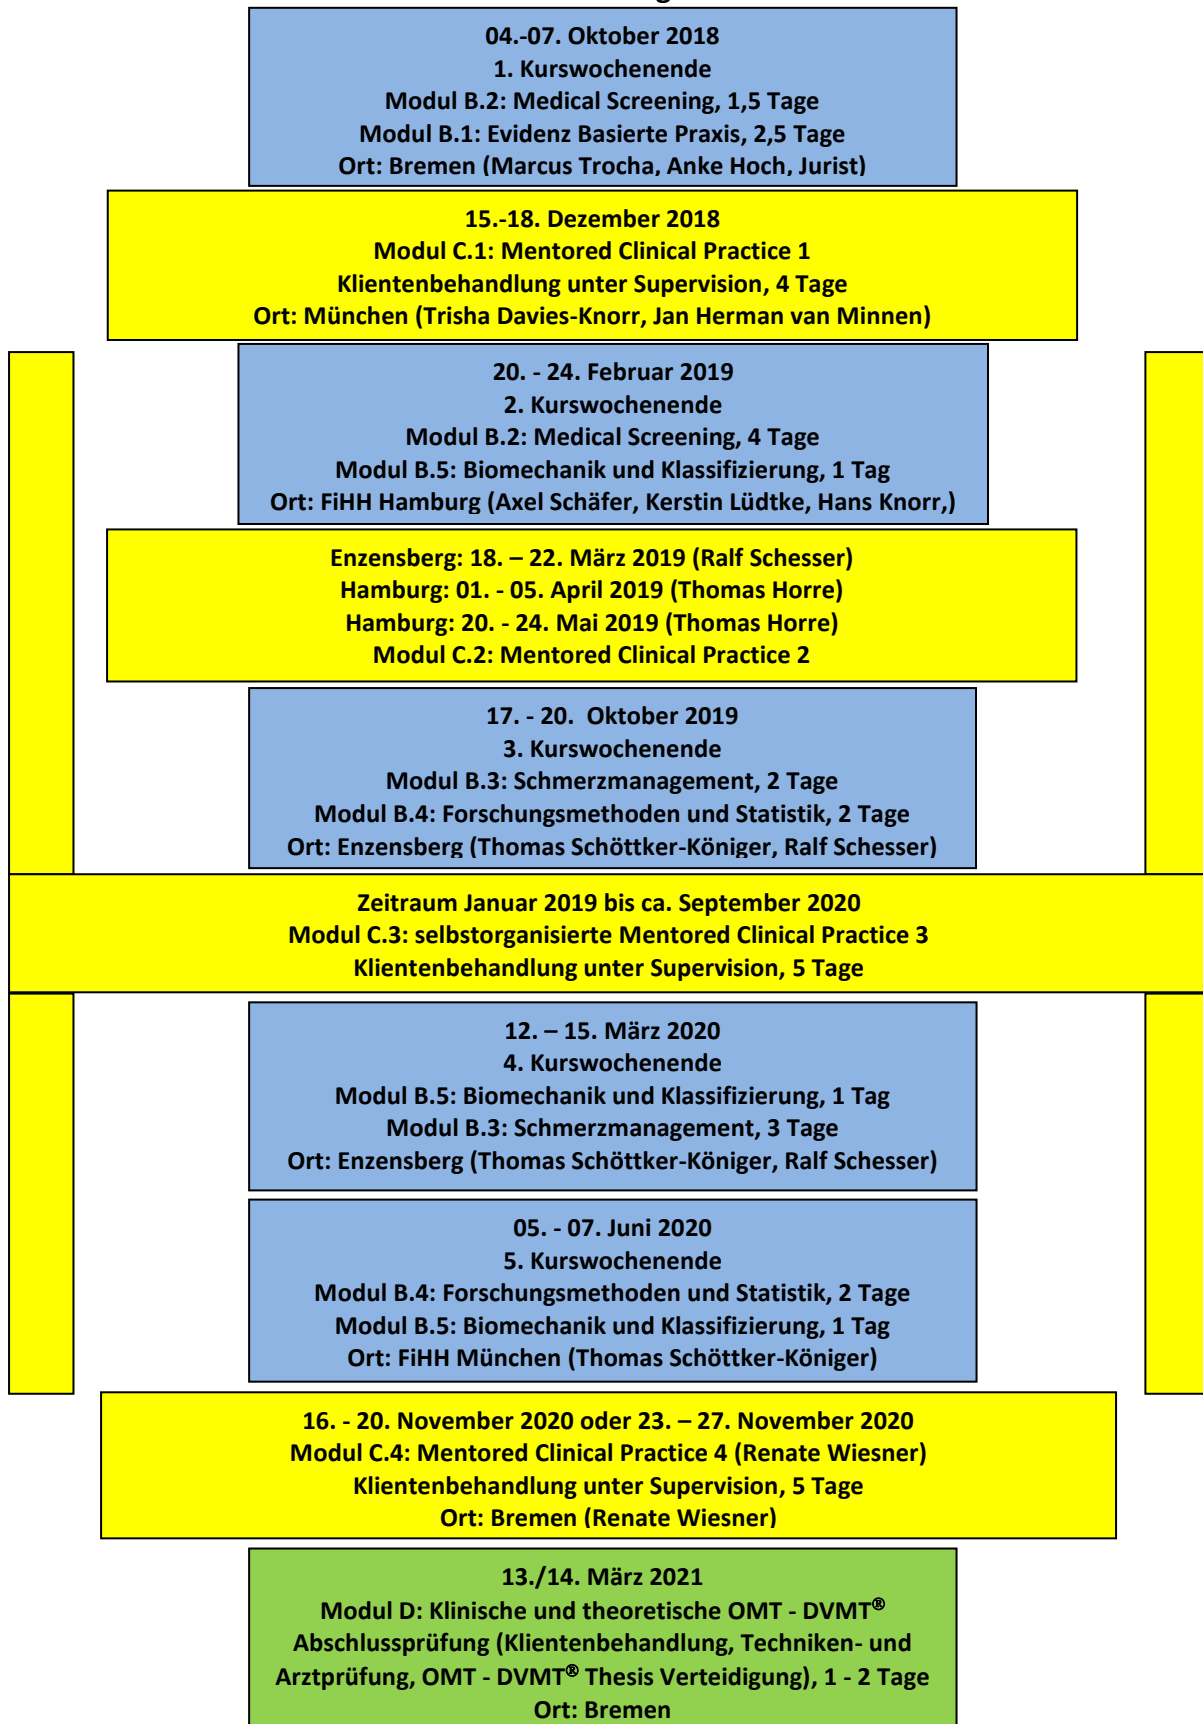 04.-07. Oktober 2018
1. Kurswochenende
Modul B.2: Medical Screening, 1,5 Tage
Modul B.1: Evidenz Basierte Praxis, 2,5 Tage
Ort: Bremen (Marcus Trocha, Anke Hoch, Jurist)
15.-18. Dezember 2018
Modul C.1: Mentored Clinical Practice 1
Klientenbehandlung unter Supervision, 4 Tage
Ort: München (Trisha Davies-Knorr, Jan Herman van Minnen)
20. - 24. Februar 2019
2. Kurswochenende
Modul B.2: Medical Screening, 4 Tage
Modul B.5: Biomechanik und Klassifizierung, 1 Tag
Ort: FiHH Hamburg (Axel Schäfer, Kerstin Lüdtke, Hans Knorr,)
Enzensberg: 18. – 22. März 2019 (Ralf Schesser)
Hamburg: 01. - 05. April 2019 (Thomas Horre)
Hamburg: 20. - 24. Mai 2019 (Thomas Horre)
Modul C.2: Mentored Clinical Practice 2
17. - 20.  Oktober 2019
3. Kurswochenende
Modul B.3: Schmerzmanagement, 2 Tage
Modul B.4: Forschungsmethoden und Statistik, 2 Tage
Ort: Enzensberg (Thomas Schöttker-Königer, Ralf Schesser)
Zeitraum Januar 2019 bis ca. September 2020
Modul C.3: selbstorganisierte Mentored Clinical Practice 3
Klientenbehandlung unter Supervision, 5 Tage
12. – 15. März 2020
4. Kurswochenende
Modul B.5: Biomechanik und Klassifizierung, 1 Tag
Modul B.3: Schmerzmanagement, 3 Tage
Ort: Enzensberg (Thomas Schöttker-Königer, Ralf Schesser)
05. - 07. Juni 2020
5. Kurswochenende
Modul B.4: Forschungsmethoden und Statistik, 2 Tage
Modul B.5: Biomechanik und Klassifizierung, 1 Tag
Ort: FiHH München (Thomas Schöttker-Königer)
16. - 20. November 2020 oder 23. – 27. November 2020
Modul C.4: Mentored Clinical Practice 4 (Renate Wiesner)
Klientenbehandlung unter Supervision, 5 Tage
Ort: Bremen (Renate Wiesner)
13./14. März 2021
Modul D: Klinische und theoretische OMT - DVMT®
Abschlussprüfung (Klientenbehandlung, Techniken- und
Arztprüfung, OMT - DVMT® Thesis Verteidigung), 1 - 2 Tage
Ort: Bremen